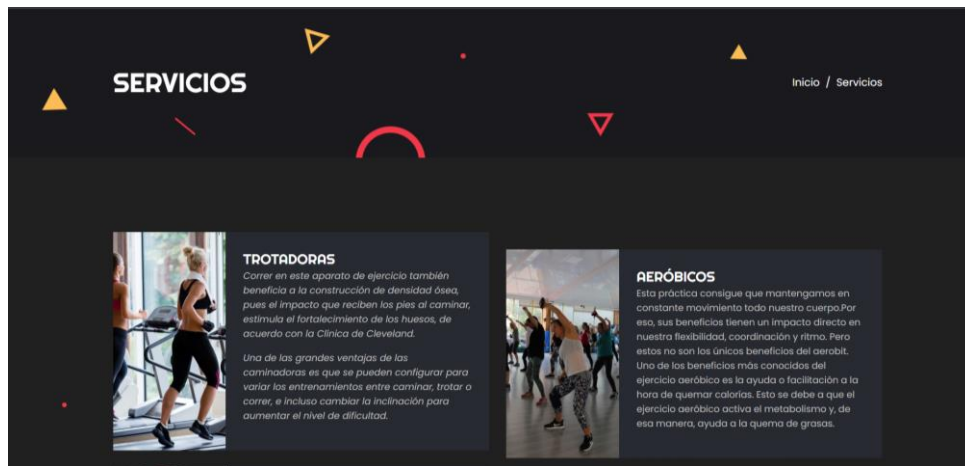 SERVICIOS
Inicio / Servicios
TROTADORAS
Correr en este aparato de ejercicio también
beneficia a la construcción de densidad ósea,
pues el impacto que reciben los pies al caminar,
estimula el fortalecimiento de los huesos, de
acuerdo con la Clínica de Cleveland.
Una de las grandes ventajas de las
caminadoras es que se pueden configurar para
variar los entrenamientos entre caminar, trotar o
correr, e incluso cambiar la inclinación para
aumentar el nivel de dificultad.
AERÓBICOS
Esta práctica consigue que mantengamos en
constante movimiento todo nuestro cuerpo.Por
eso, sus beneficios tienen un impacto directo en
nuestra flexibilidad, coordinación y ritmo. Pero
estos no son los únicos beneficios del aerobit.
Uno de los beneficios más conocidos del
ejercicio aeróbico es la ayuda o facilitación a la
hora de quemar calorías. Esto se debe a que el
ejercicio aeróbico activa el metabolismo y, de
esa manera, ayuda a la quema de grasas.